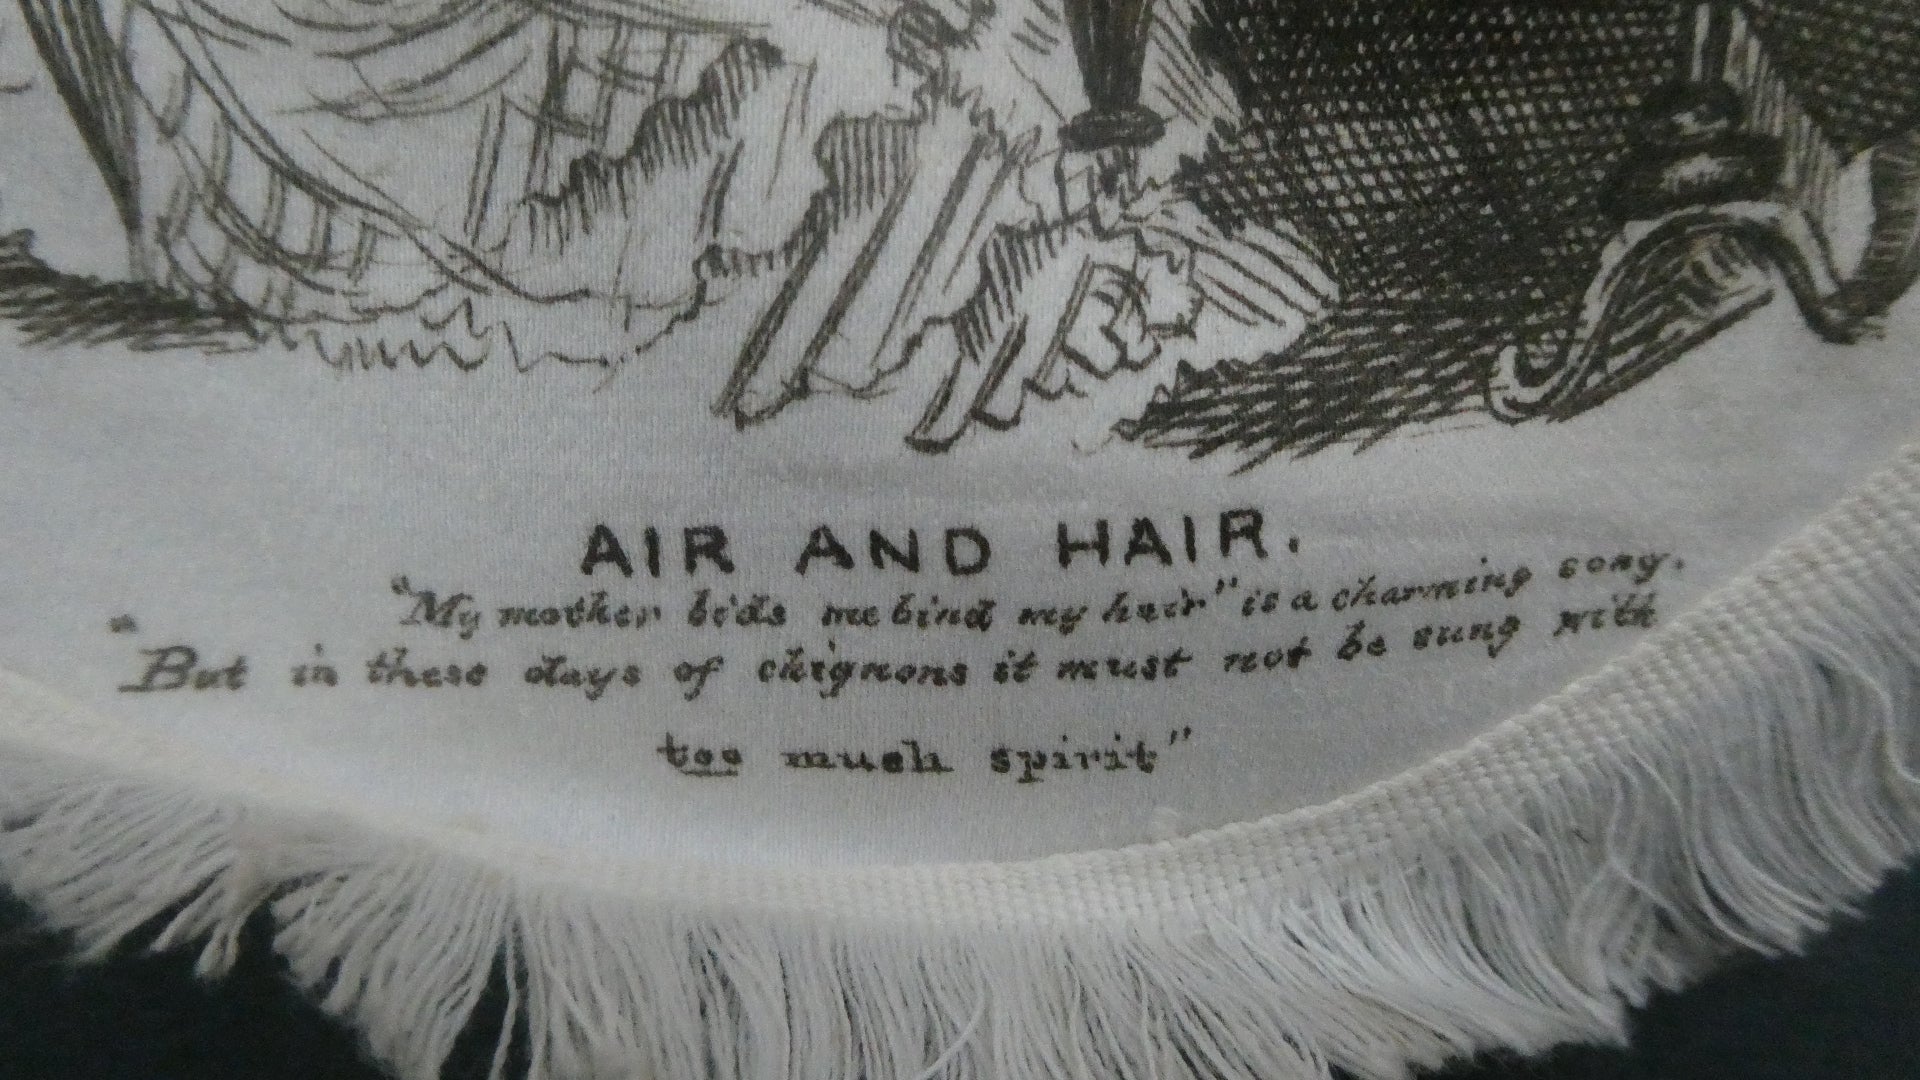 AIR AND HAIR.
"My mother bids me bind my hair" is a charming song.
"But in these days of chignons it must not be sung with
too much spirit"